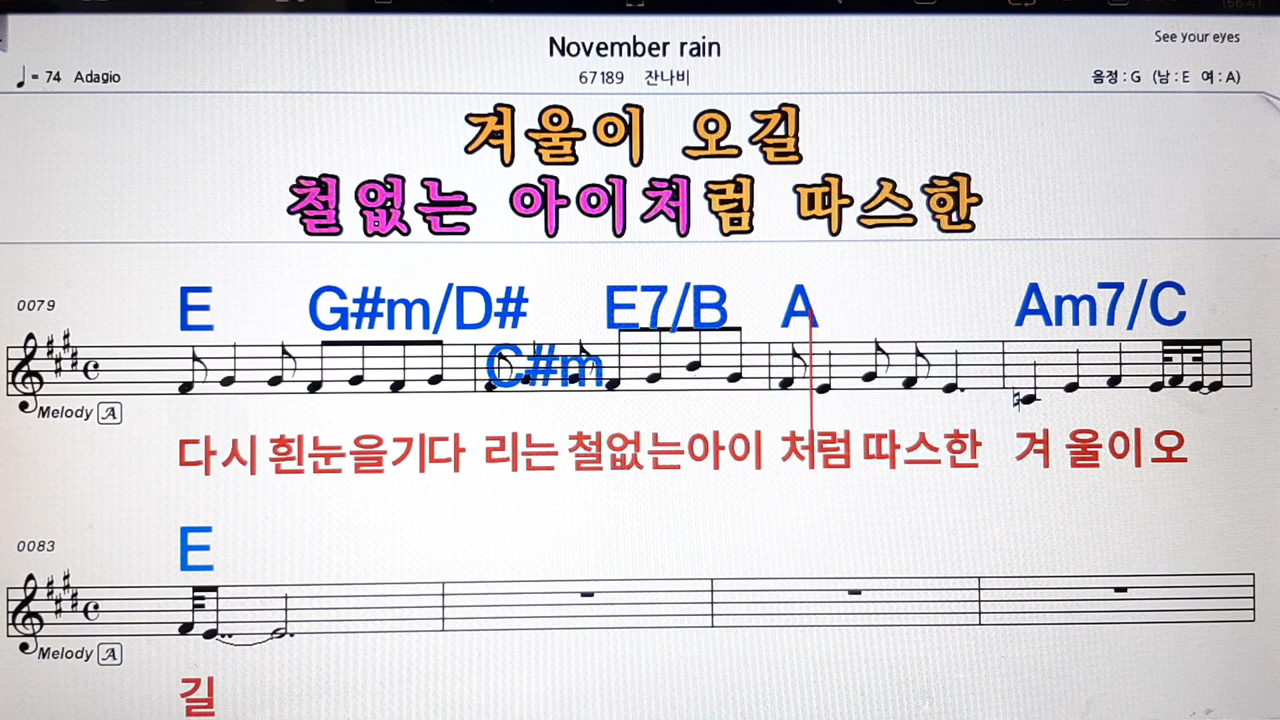 See your eyes
November rain
♩= 74 Adagio
67189 잔나비
음정 : G (남 : E 여 : A)
겨울이 오길
철없는 아이처럼 따스한
0079
E G#m/D# C#m E7/B A Am7/C
Melody A
다시 흰눈을기다 리는 철없는아이 처럼 따스한 겨 울이오
0083
E
Melody A
길